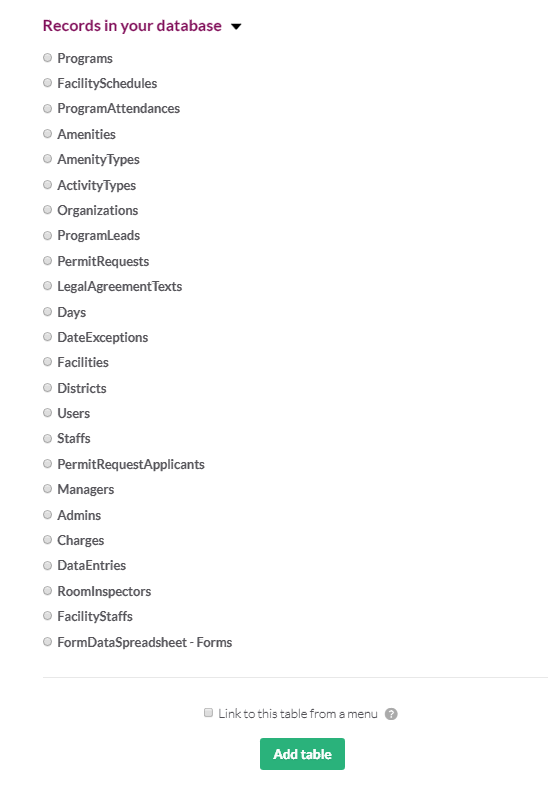 Records in your database
Programs
FacilitySchedules
ProgramAttendances
Amenities
AmenityTypes
ActivityTypes
Organizations
ProgramLeads
PermitRequests
LegalAgreementTexts
Days
DateExceptions
Facilities
Districts
Users
Staffs
PermitRequestApplicants
Managers
Admins
Charges
DataEntries
RoomInspectors
FacilityStaffs
FormDataSpreadsheet - Forms
Link to this table from a menu ?
Add table